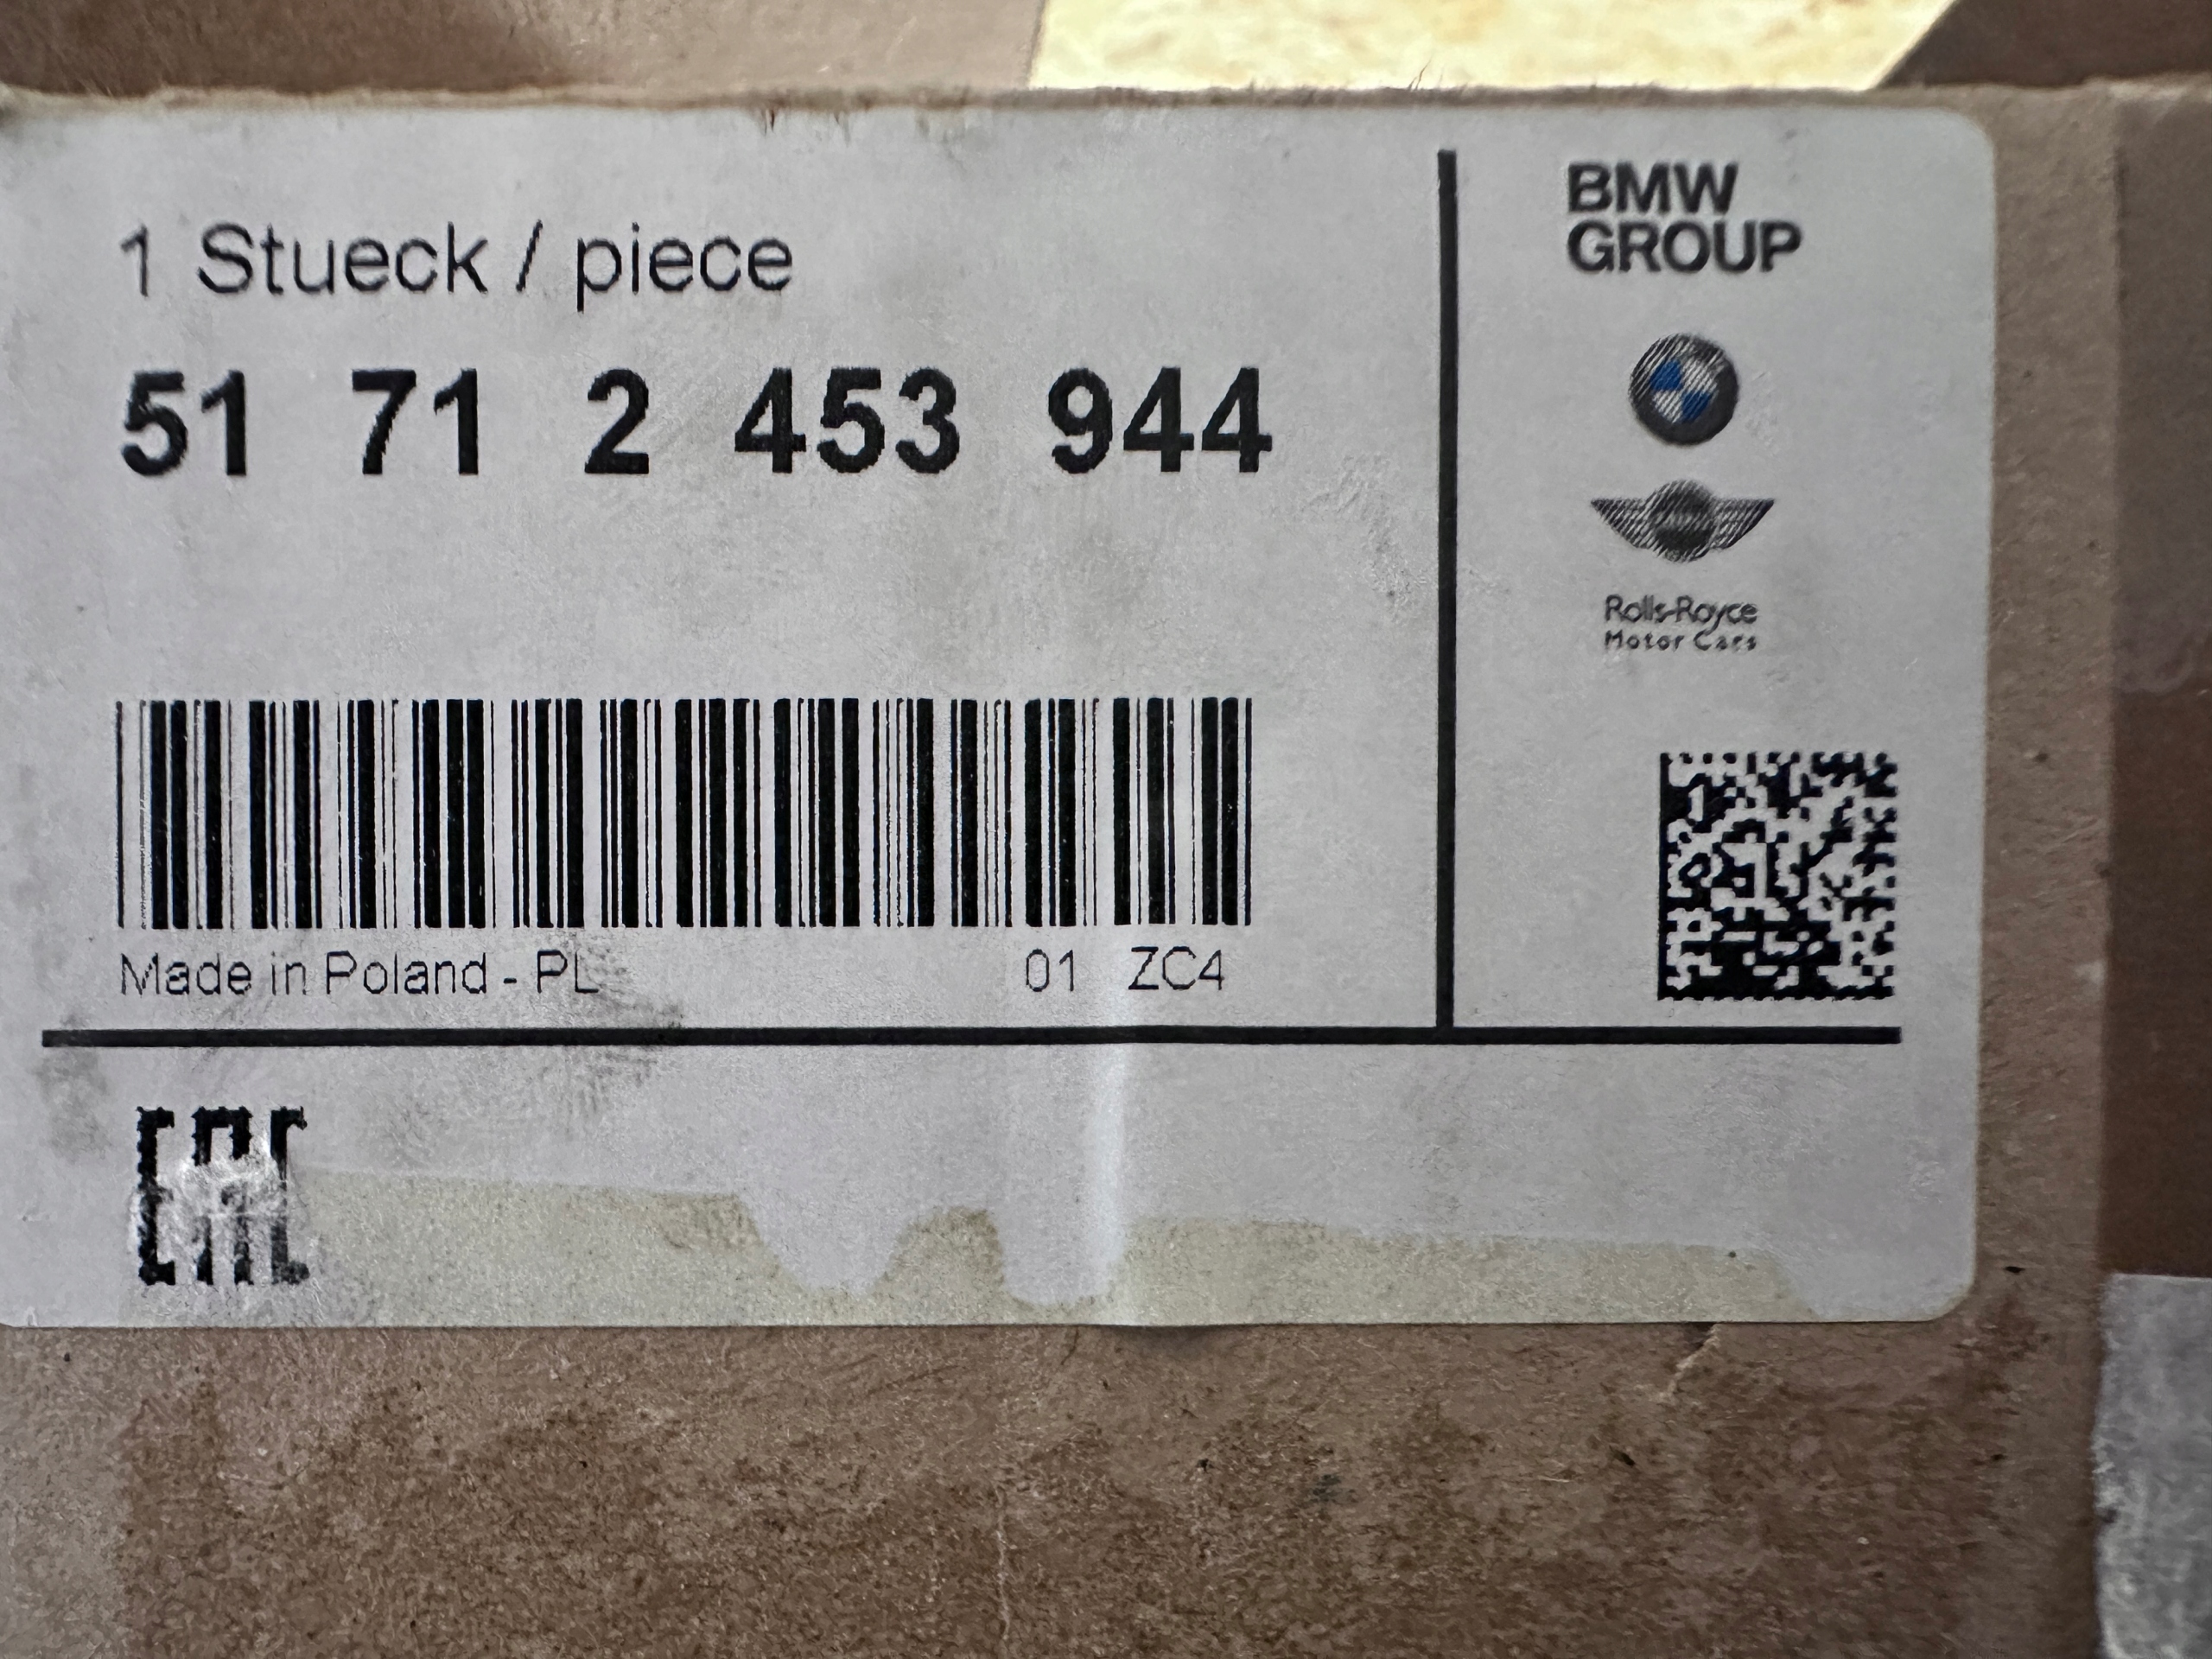 1 Stueck / piece
51 71 2 453 944
Made in Poland - PL
01 ZC4
BMW
GROUP
Rolls-Royce
Motor Cars
EAC